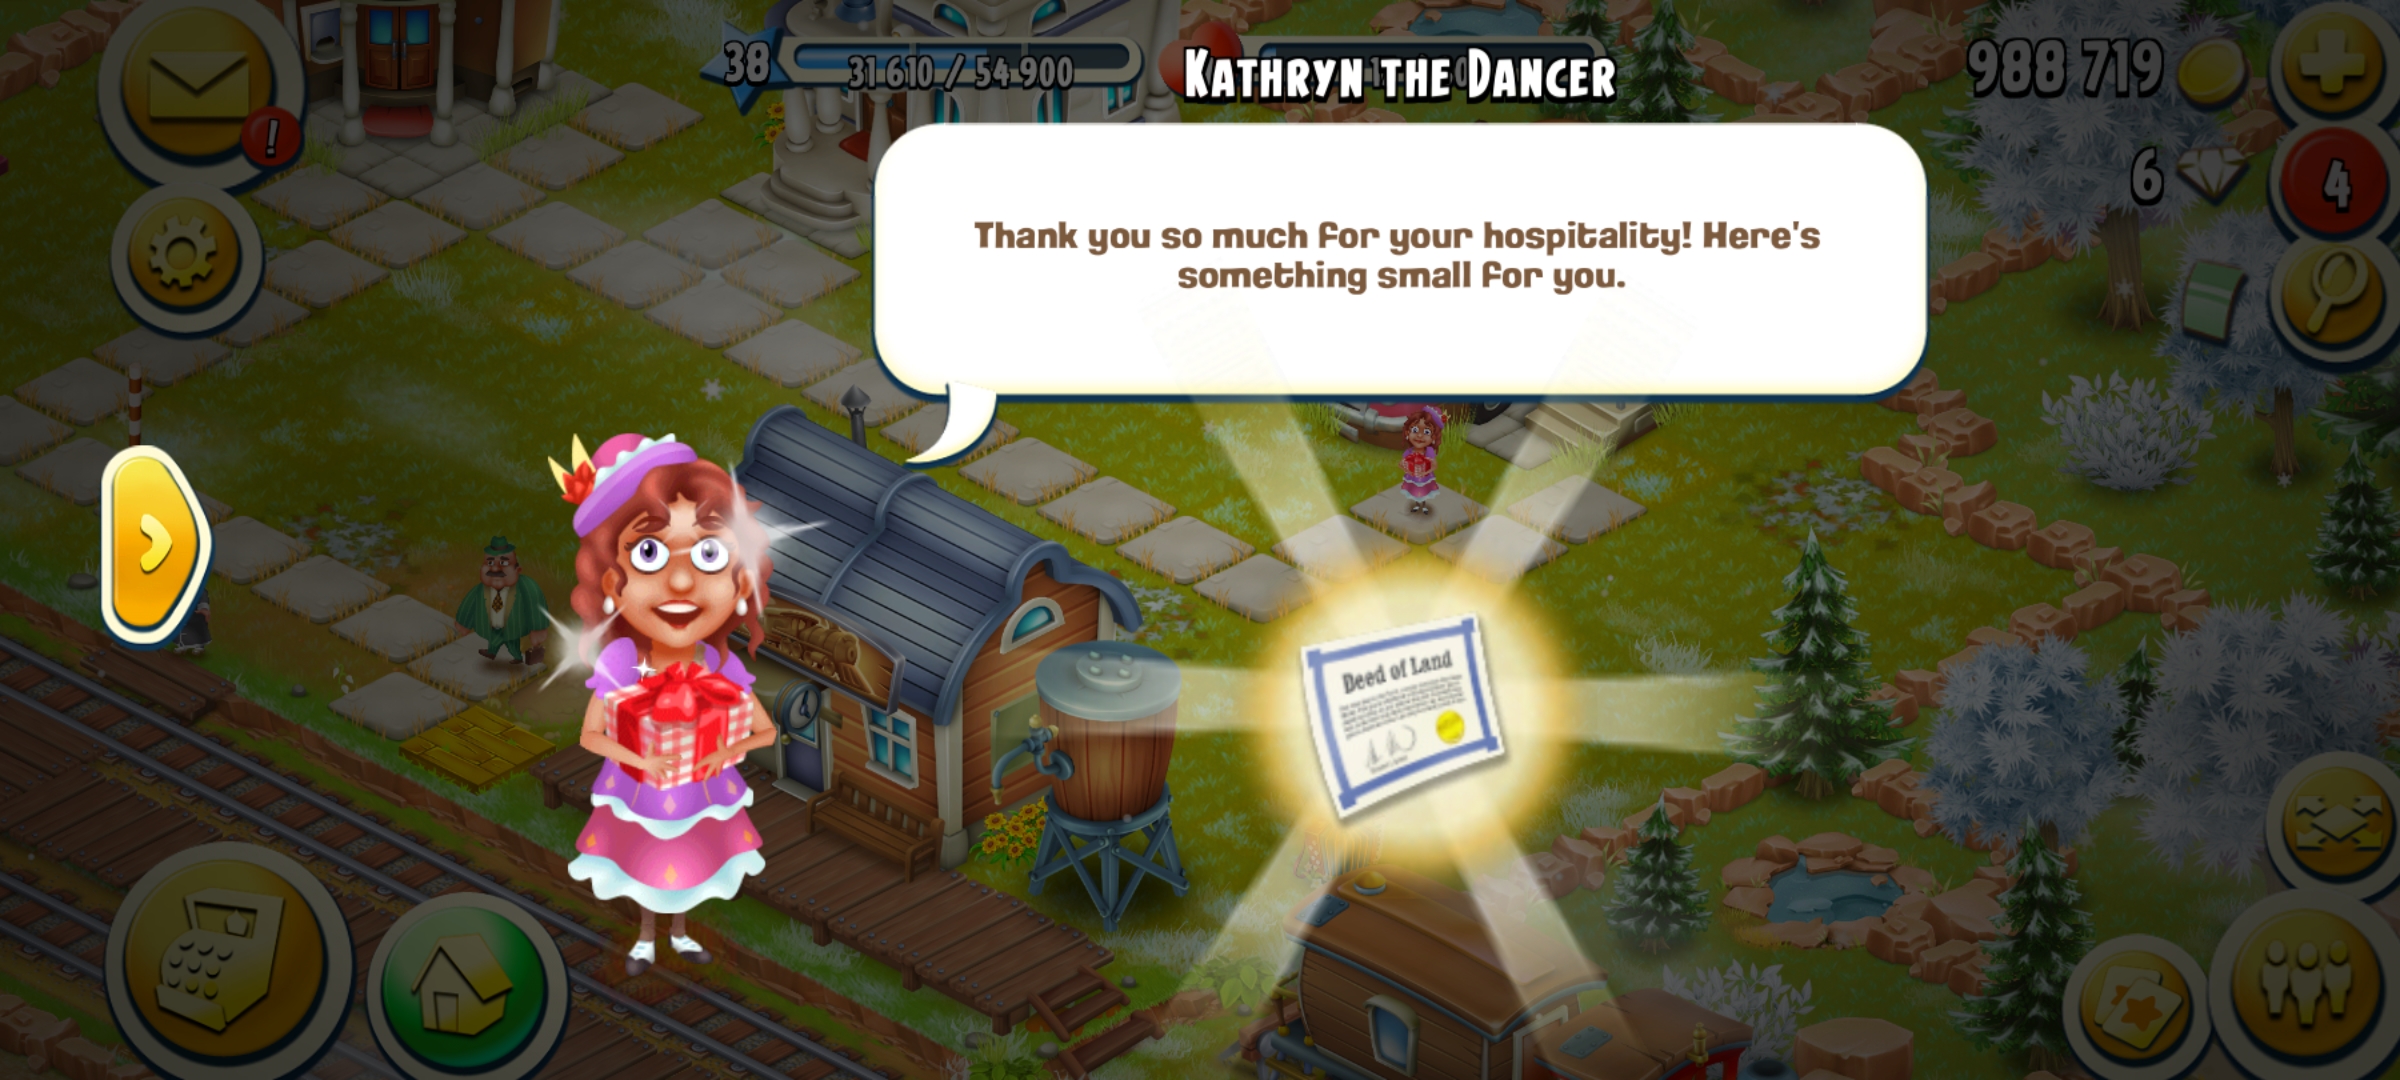 38
31 610 / 54 900
KATHRYN THE DANCER
988 719
6
4
!
Thank you so much for your hospitality! Here's
something small for you.
Deed of Land